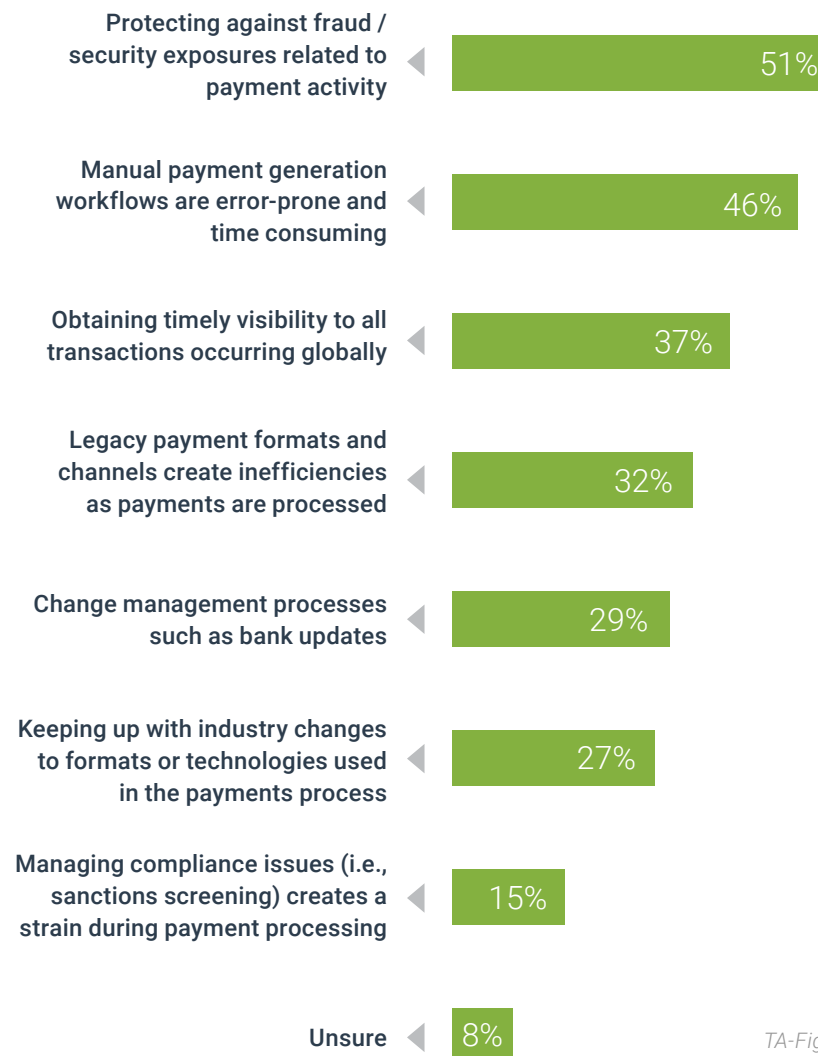 Protecting against fraud /
security exposures related to
payment activity
51%
Manual payment generation
workflows are error-prone and
time consuming
46%
Obtaining timely visibility to all
transactions occurring globally
37%
Legacy payment formats and
channels create inefficiencies
as payments are processed
32%
Change management processes
such as bank updates
29%
Keeping up with industry changes
to formats or technologies used
in the payments process
27%
Managing compliance issues (i.e.,
sanctions screening) creates a
strain during payment processing
15%
Unsure
8%
TA-Fig